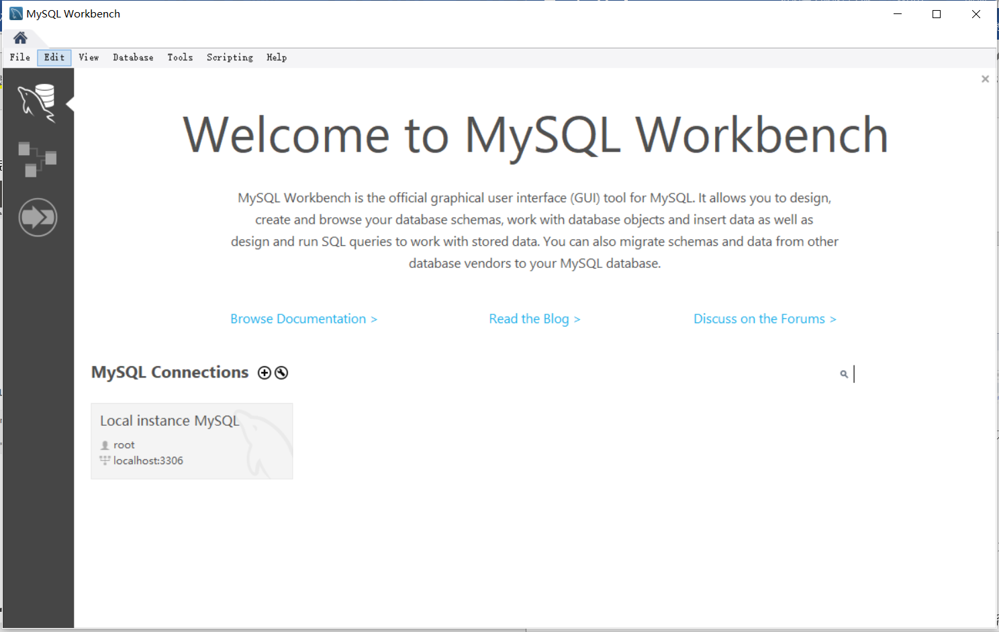 MySQL Workbench
File Edit View Database Tools Scripting Help
Welcome to MySQL Workbench
MySQL Workbench is the official graphical user interface (GUI) tool for MySQL. It allows you to design,
create and browse your database schemas, work with database objects and insert data as well as
design and run SQL queries to work with stored data. You can also migrate schemas and data from other
database vendors to your MySQL database.
Browse Documentation > Read the Blog > Discuss on the Forums >
MySQL Connections
Local instance MySQL
root
localhost:3306